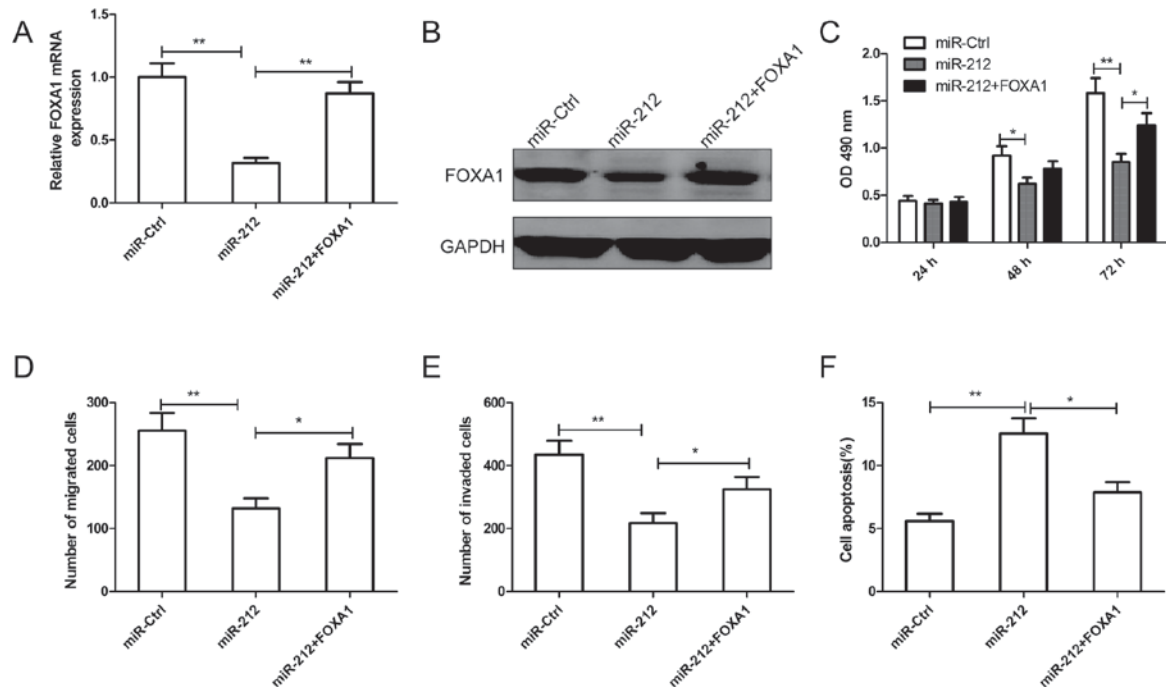 A
Relative FOXA1 mRNA
expression
1.5
1.0
0.5
0.0
**
**
miR-Ctrl
miR-212
miR-212+FOXA1
B
miR-Ctrl
miR-212
miR-212+FOXA1
FOXA1
GAPDH
C
miR-Ctrl
miR-212
miR-212+FOXA1
OD 490 nm
2.0
1.5
1.0
0.5
0.0
*
**
*
24 h
48 h
72 h
D
Number of migrated cells
300
200
100
0
**
*
miR-Ctrl
miR-212
miR-212+FOXA1
E
Number of invaded cells
600
400
200
0
**
*
miR-Ctrl
miR-212
miR-212+FOXA1
F
Cell apoptosis(%)
15
10
5
0
**
*
miR-Ctrl
miR-212
miR-212+FOXA1